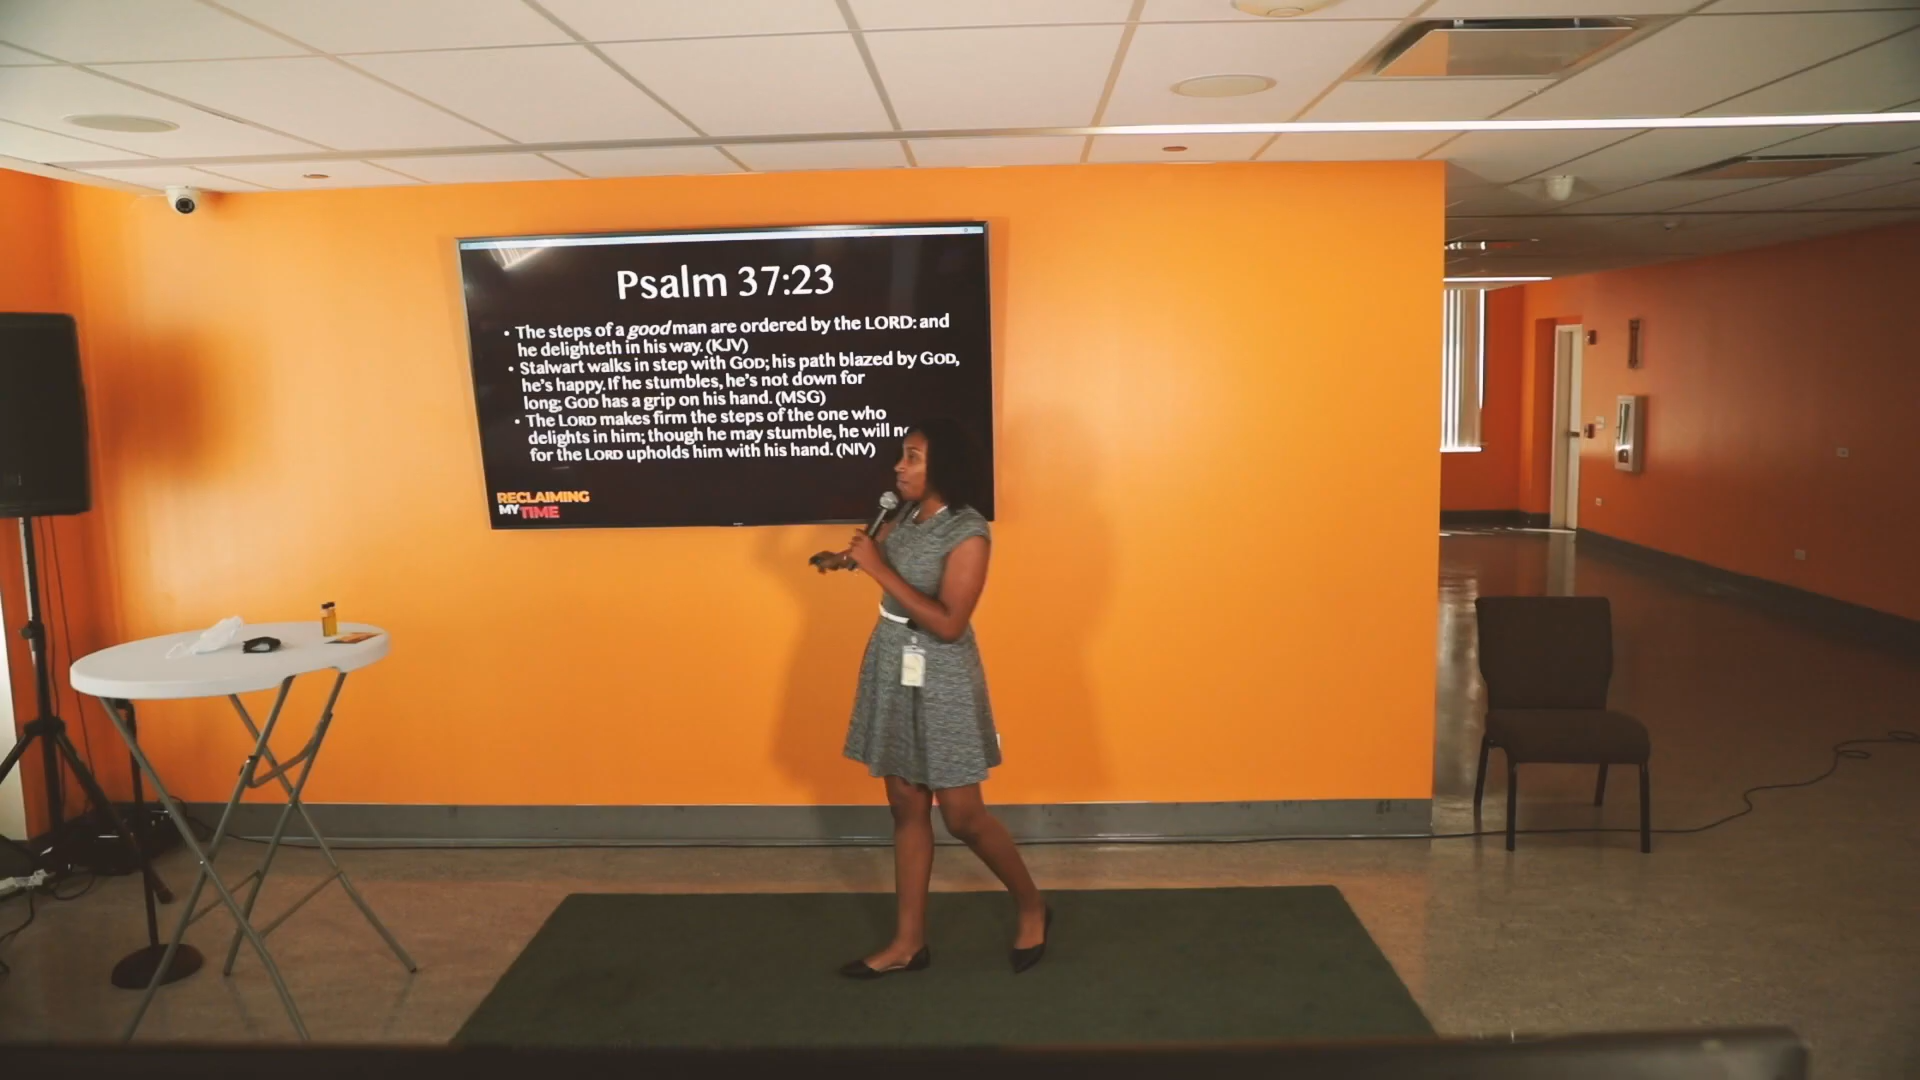 Psalm 37:23
• The steps of a good man are ordered by the LORD: and
he delighteth in his way. (KJV)
• Stalwart walks in step with GOD; his path blazed by GOD,
he's happy. If he stumbles, he's not down for
long; GOD has a grip on his hand. (MSG)
• The LORD makes firm the steps of the one who
delights in him; though he may stumble, he will
for the LORD upholds him with his hand. (NIV)
RECLAIMING
MY TIME